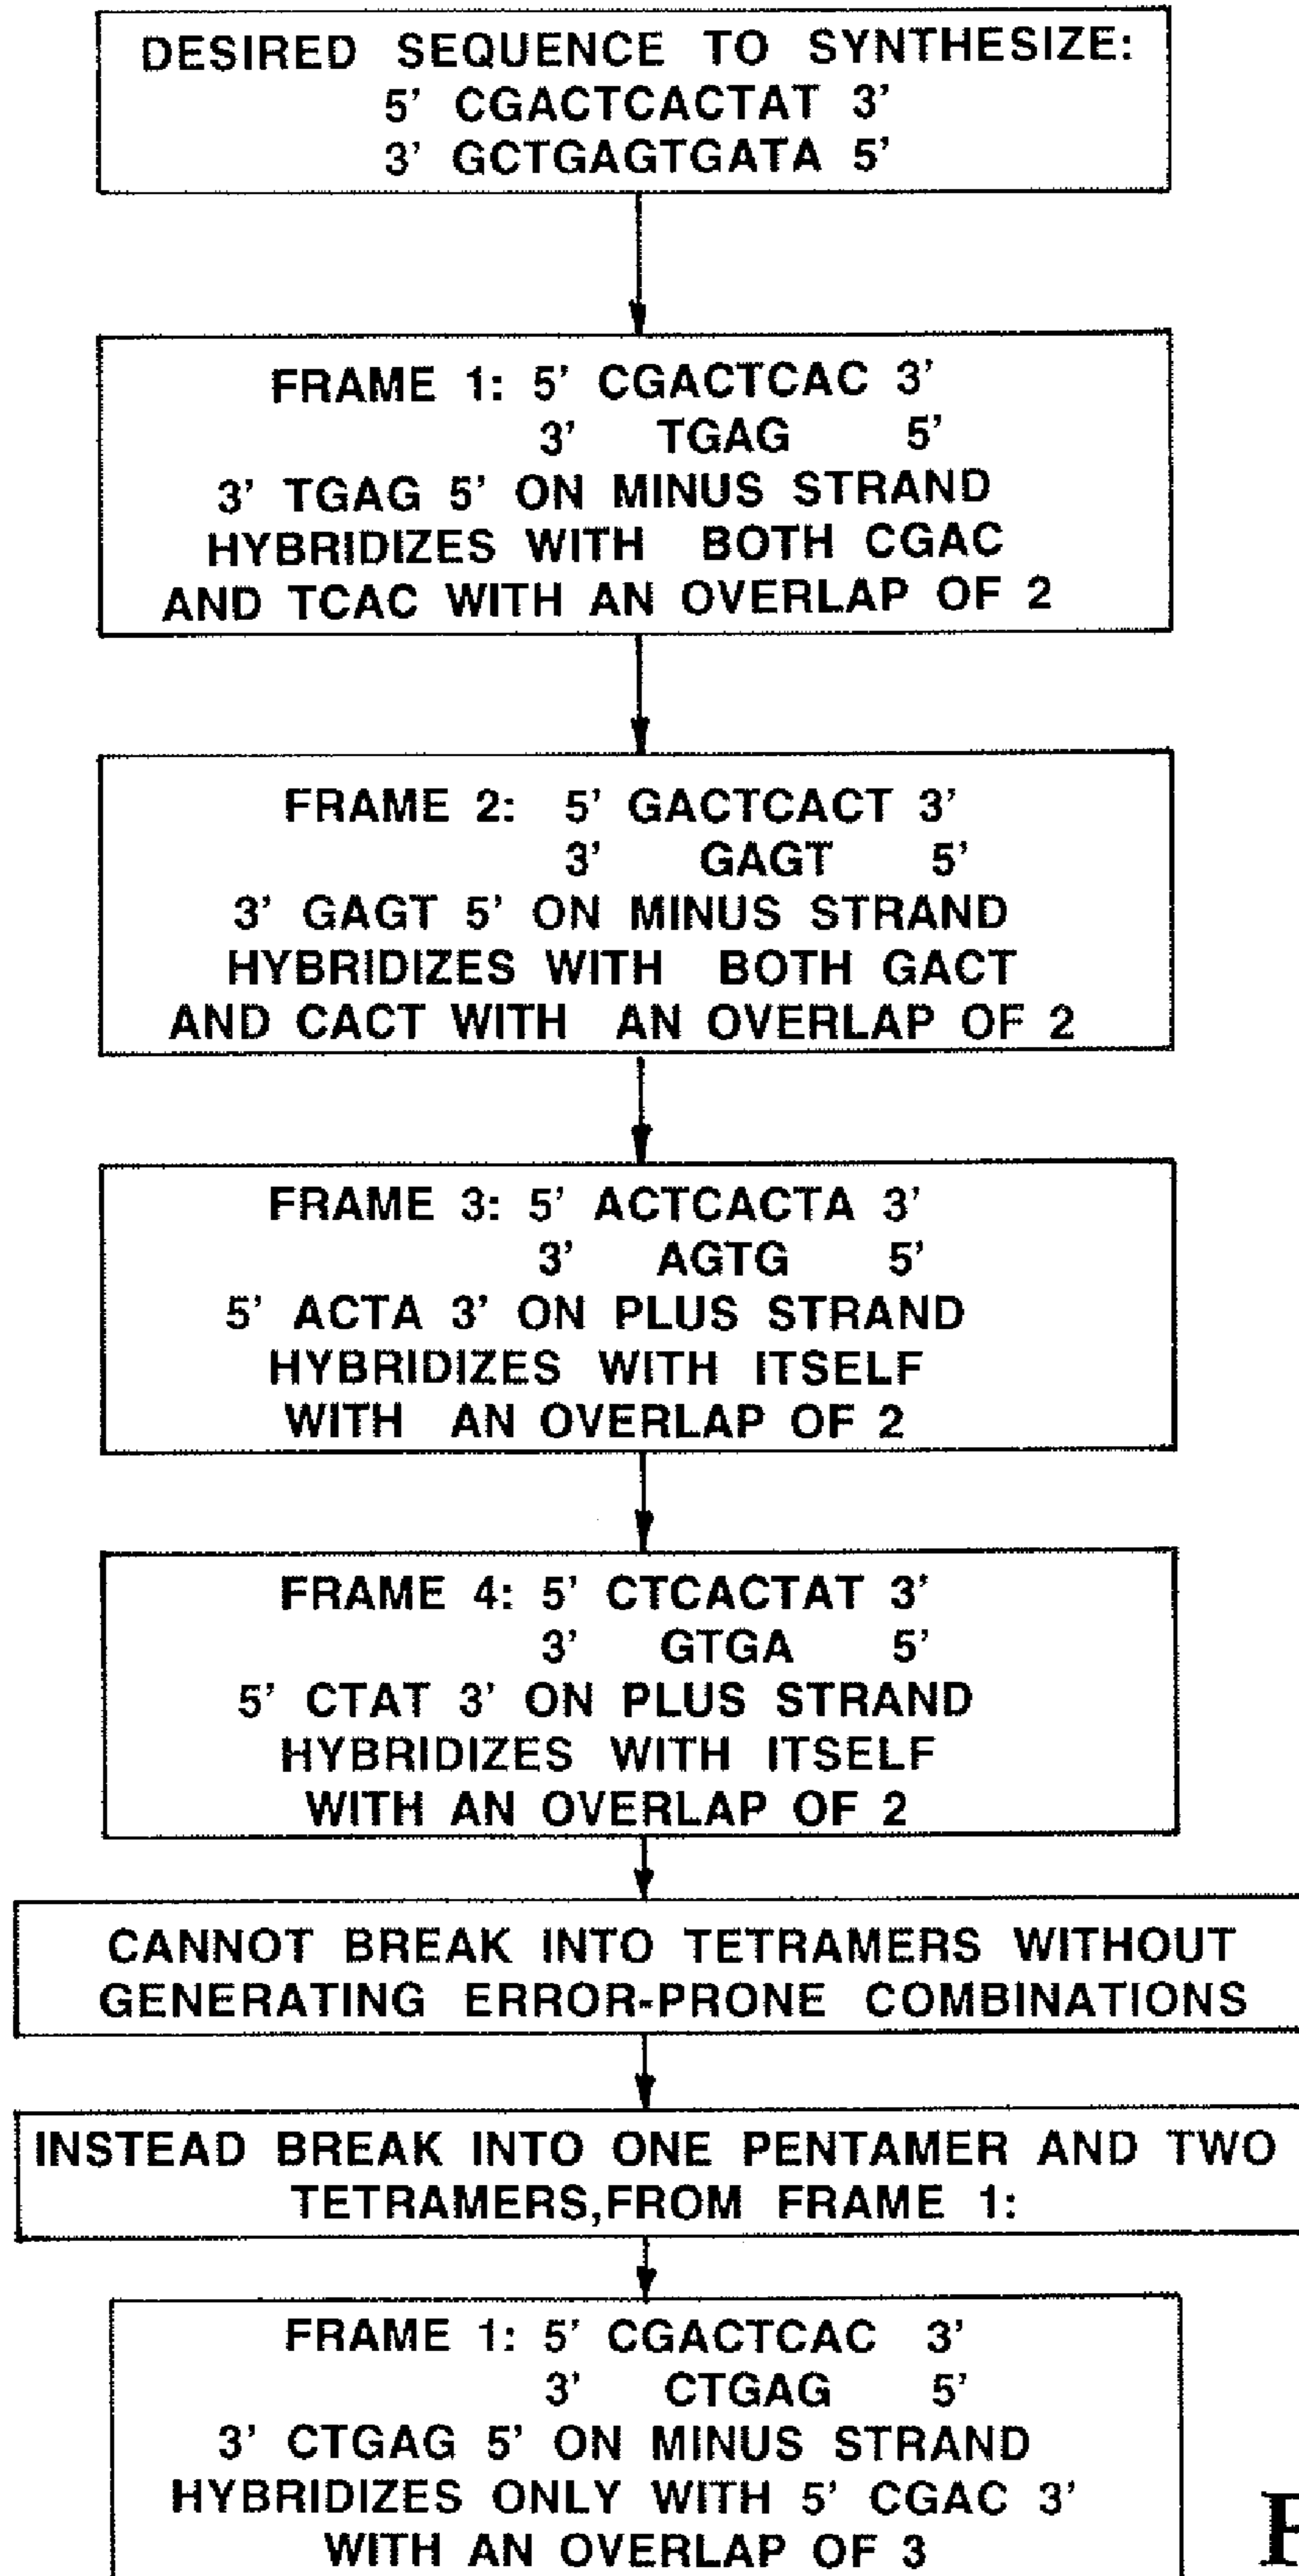 DESIRED SEQUENCE TO SYNTHESIZE:
5' CGACTCACTAT 3'
3' GCTGAGTGATA 5'
FRAME 1: 5' CGACTCAC 3'
3' TGAG 5'
3' TGAG 5' ON MINUS STRAND
HYBRIDIZES WITH BOTH CGAC
AND TCAC WITH AN OVERLAP OF 2
FRAME 2: 5' GACTCACT 3'
3' GAGT 5'
3' GAGT 5' ON MINUS STRAND
HYBRIDIZES WITH BOTH GACT
AND CACT WITH AN OVERLAP OF 2
FRAME 3: 5' ACTCACTA 3'
3' AGTG 5'
5' ACTA 3' ON PLUS STRAND
HYBRIDIZES WITH ITSELF
WITH AN OVERLAP OF 2
FRAME 4: 5' CTCACTAT 3'
3' GTGA 5'
5' CTAT 3' ON PLUS STRAND
HYBRIDIZES WITH ITSELF
WITH AN OVERLAP OF 2
CANNOT BREAK INTO TETRAMERS WITHOUT
GENERATING ERROR-PRONE COMBINATIONS
INSTEAD BREAK INTO ONE PENTAMER AND TWO
TETRAMERS,FROM FRAME 1:
FRAME 1: 5' CGACTCAC 3'
3' CTGAG 5'
3' CTGAG 5' ON MINUS STRAND
HYBRIDIZES ONLY WITH 5' CGAC 3'
WITH AN OVERLAP OF 3